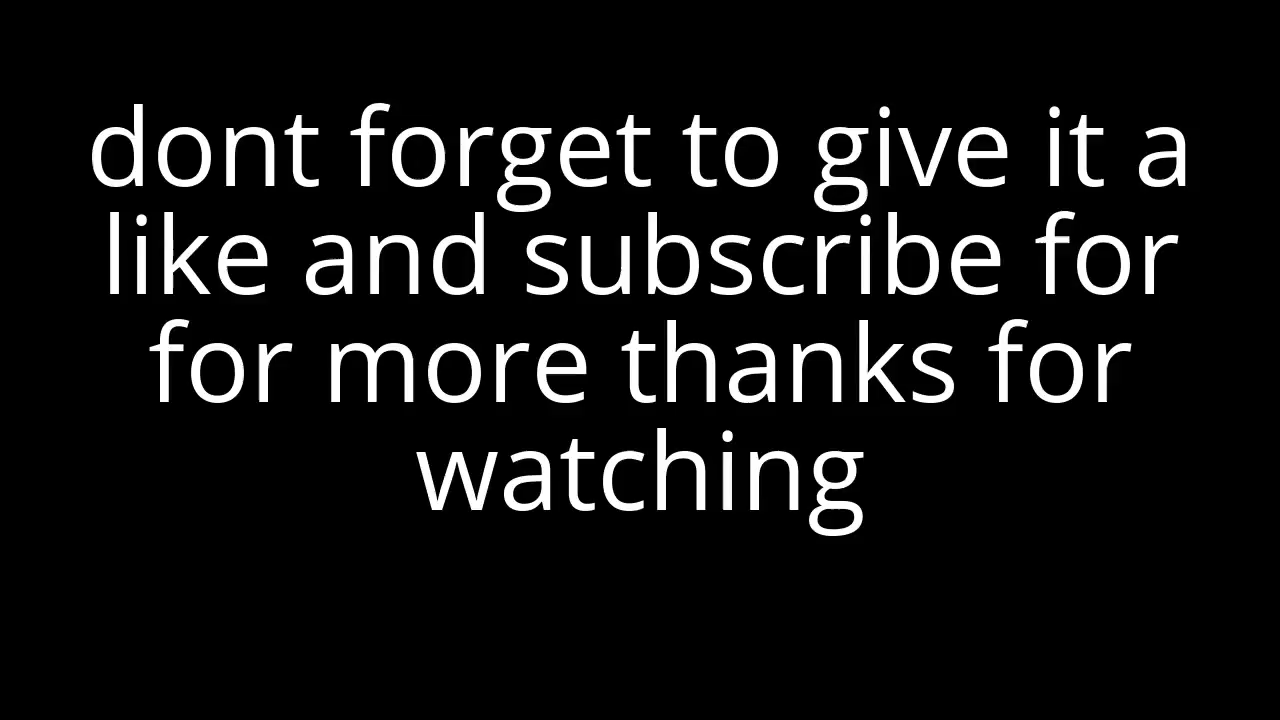 dont forget to give it a
like and subscribe for
for more thanks for
watching